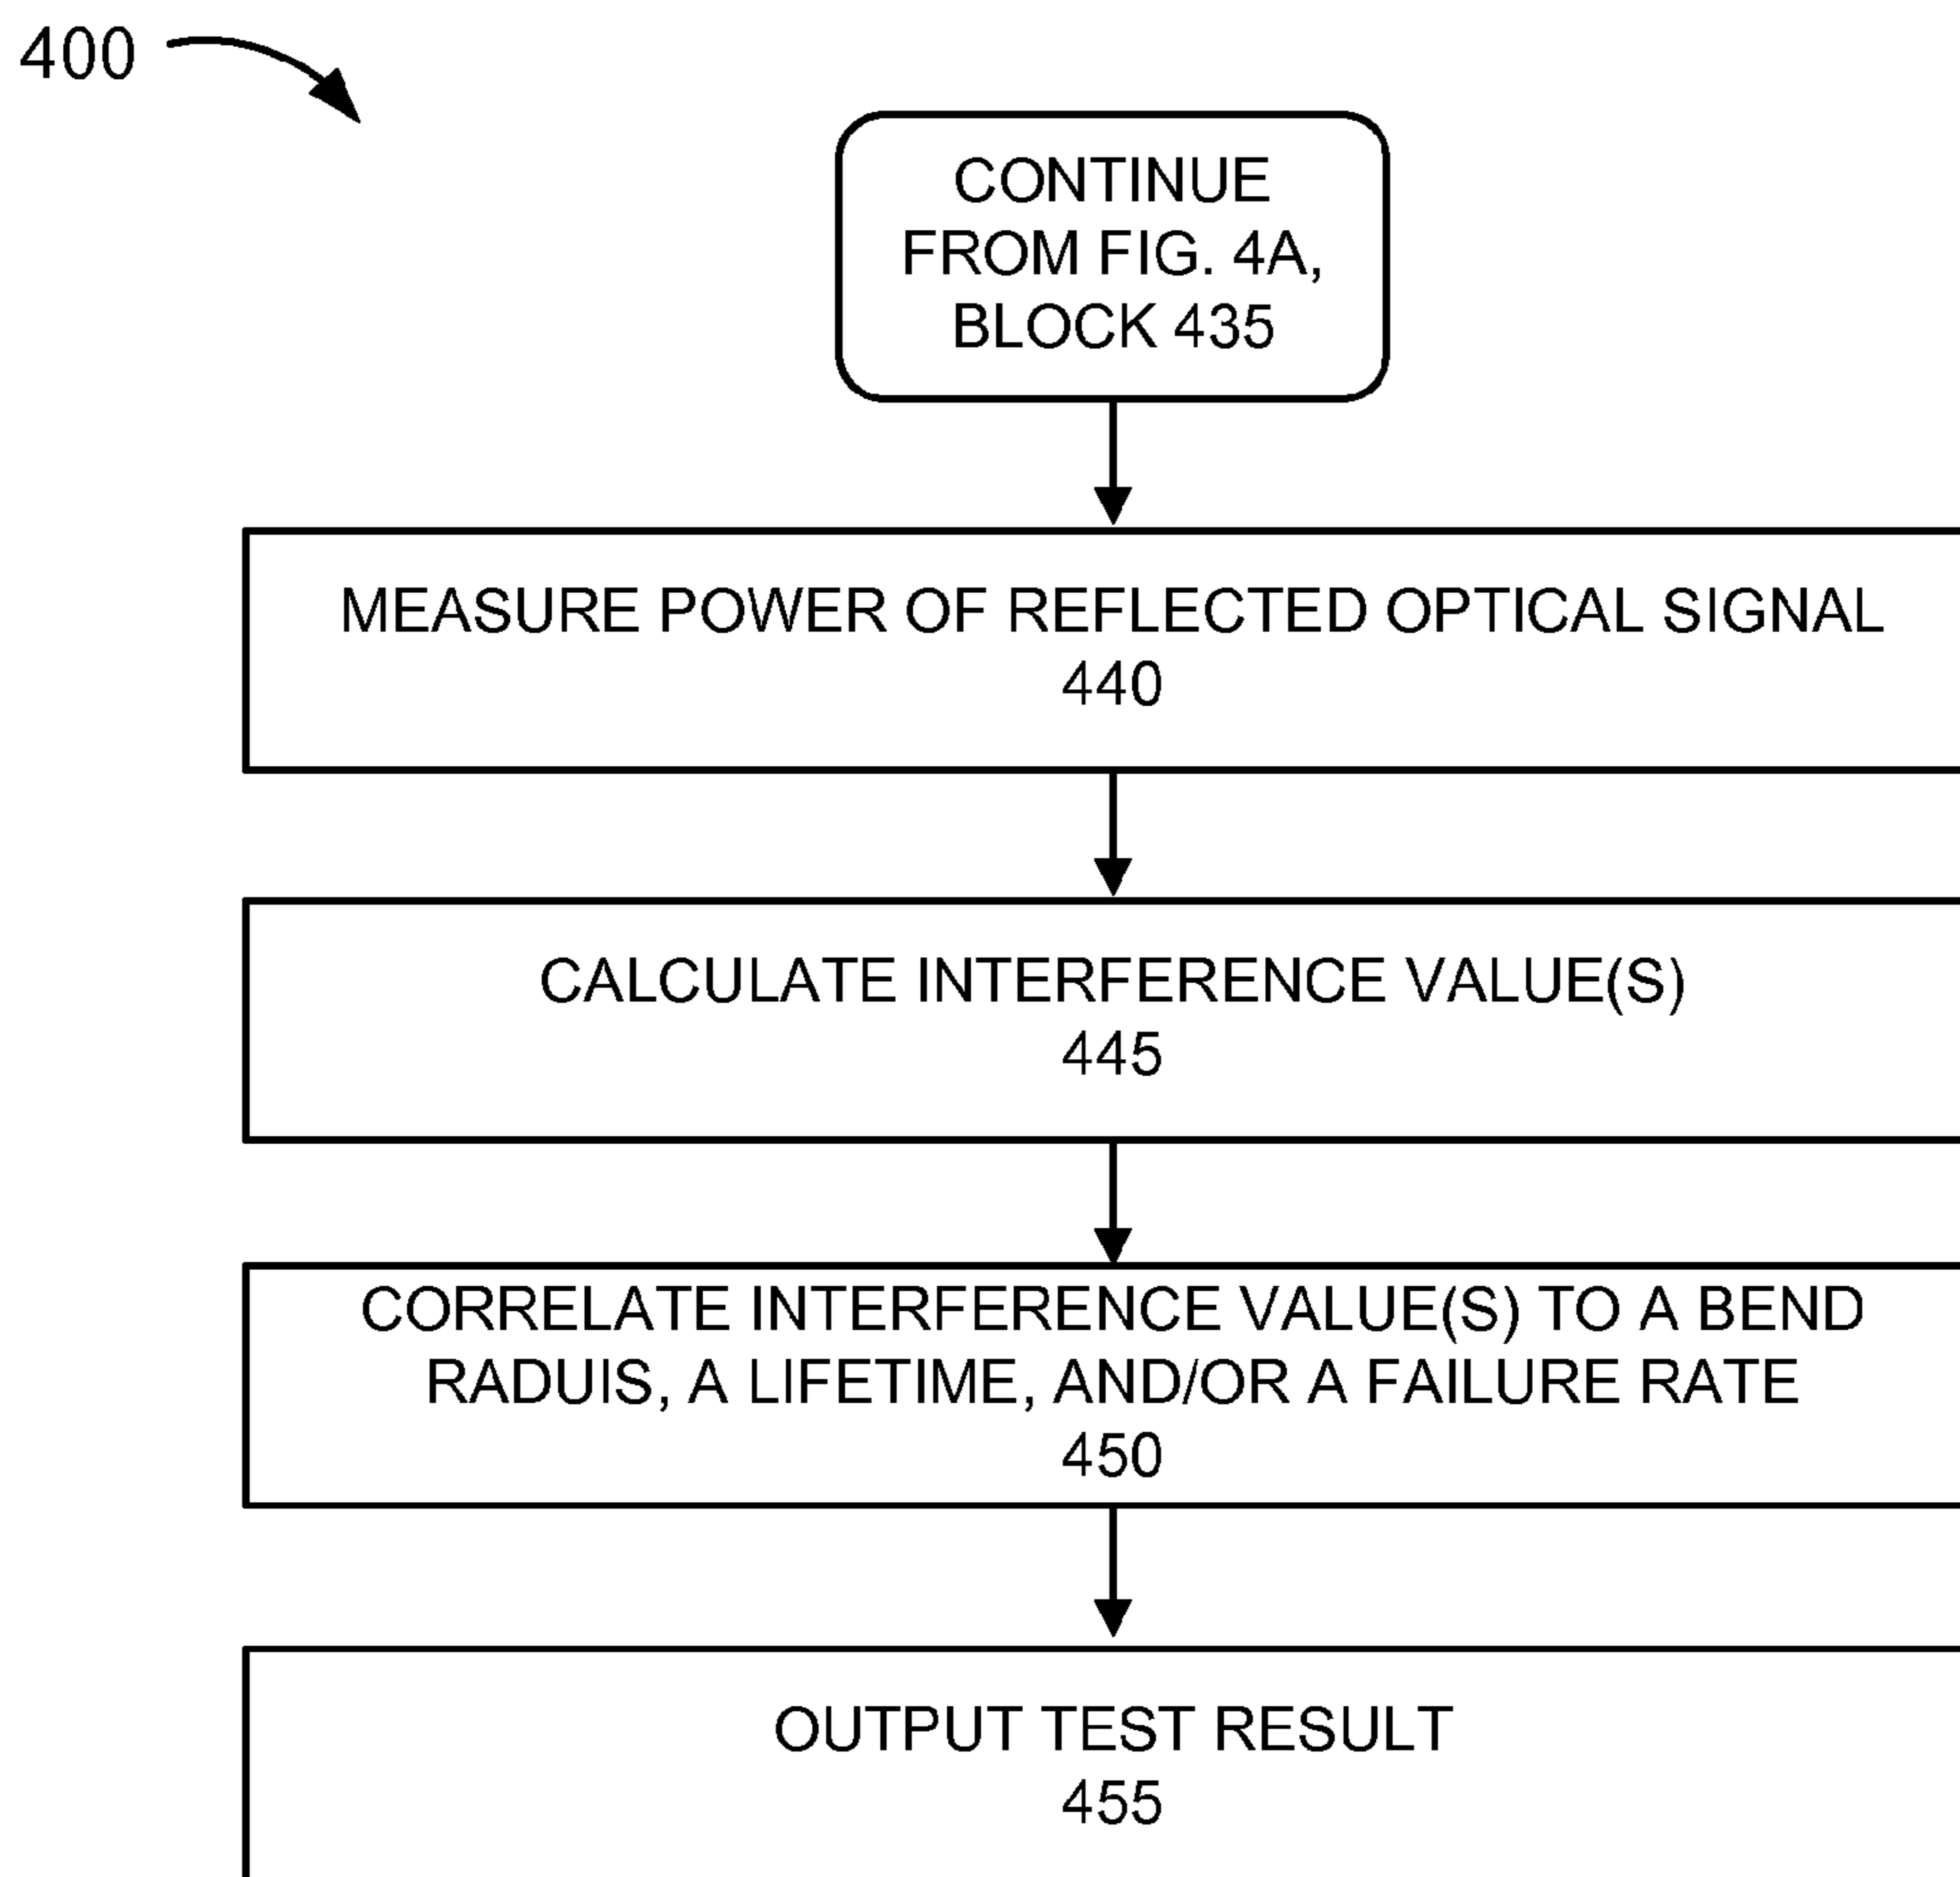 400
CONTINUE
FROM FIG. 4A,
BLOCK 435
MEASURE POWER OF REFLECTED OPTICAL SIGNAL
440
CALCULATE INTERFERENCE VALUE(S)
445
CORRELATE INTERFERENCE VALUE(S) TO A BEND
RADUIS, A LIFETIME, AND/OR A FAILURE RATE
450
OUTPUT TEST RESULT
455